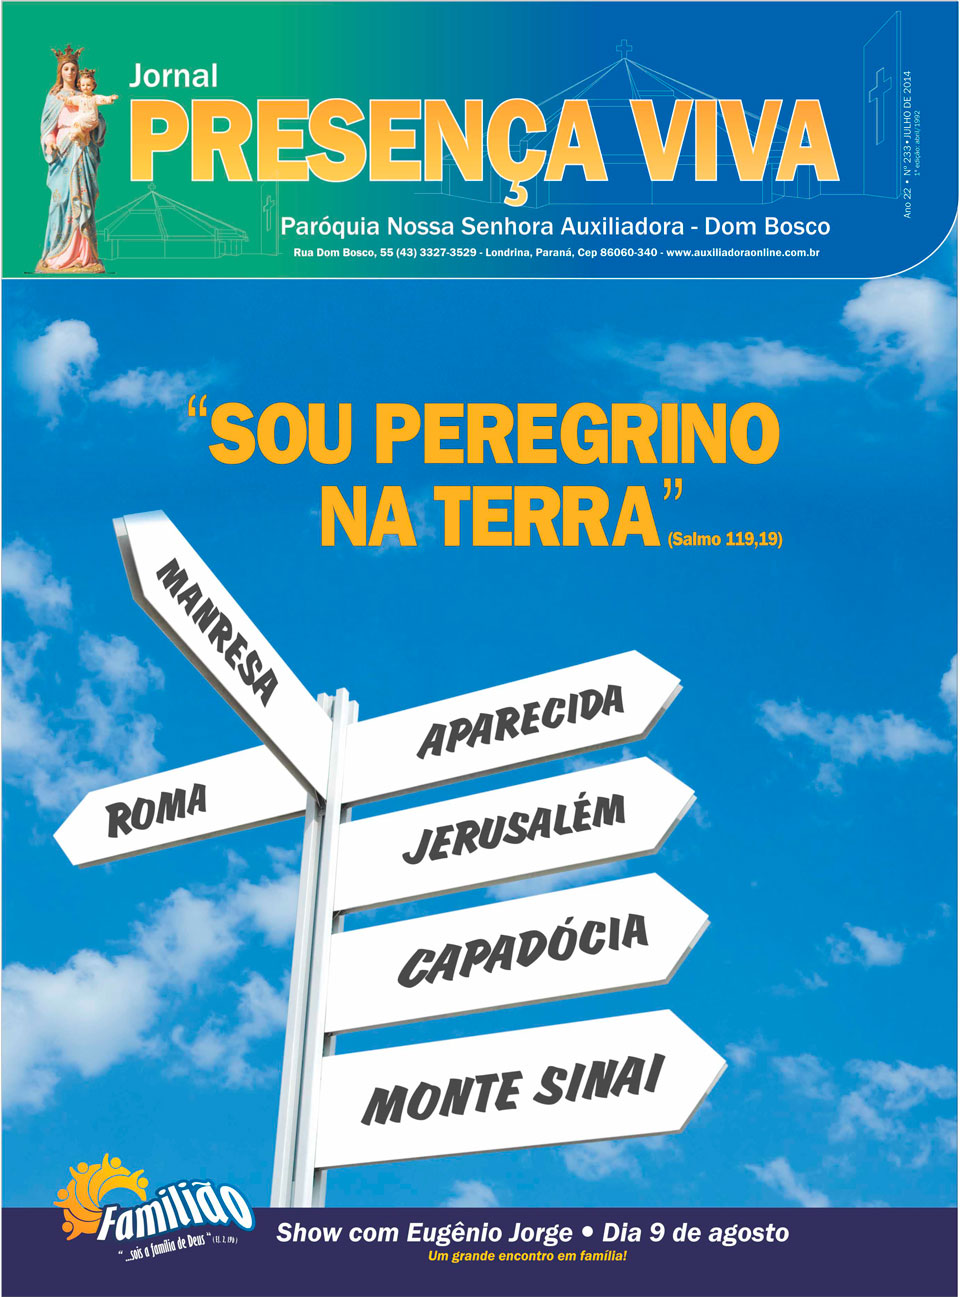 Jornal
PRESENÇA VIVA
Paróquia Nossa Senhora Auxiliadora - Dom Bosco
Rua Dom Bosco, 55 (43) 3327-3529 - Londrina, Paraná, Cep 86060-340 - www.auxiliadoraonline.com.br
Ano 22 • Nº 233 • JULHO DE 2014
1ª edição: abril/1992
“SOU PEREGRINO
NA TERRA”
(Salmo 119,19)
MANRESA
APARECIDA
ROMA
JERUSALÉM
CAPADÓCIA
MONTE SINAI
Familião
“...sois a família de Deus” (Ef. 2, 19b)
Show com Eugênio Jorge • Dia 9 de agosto
Um grande encontro em família!